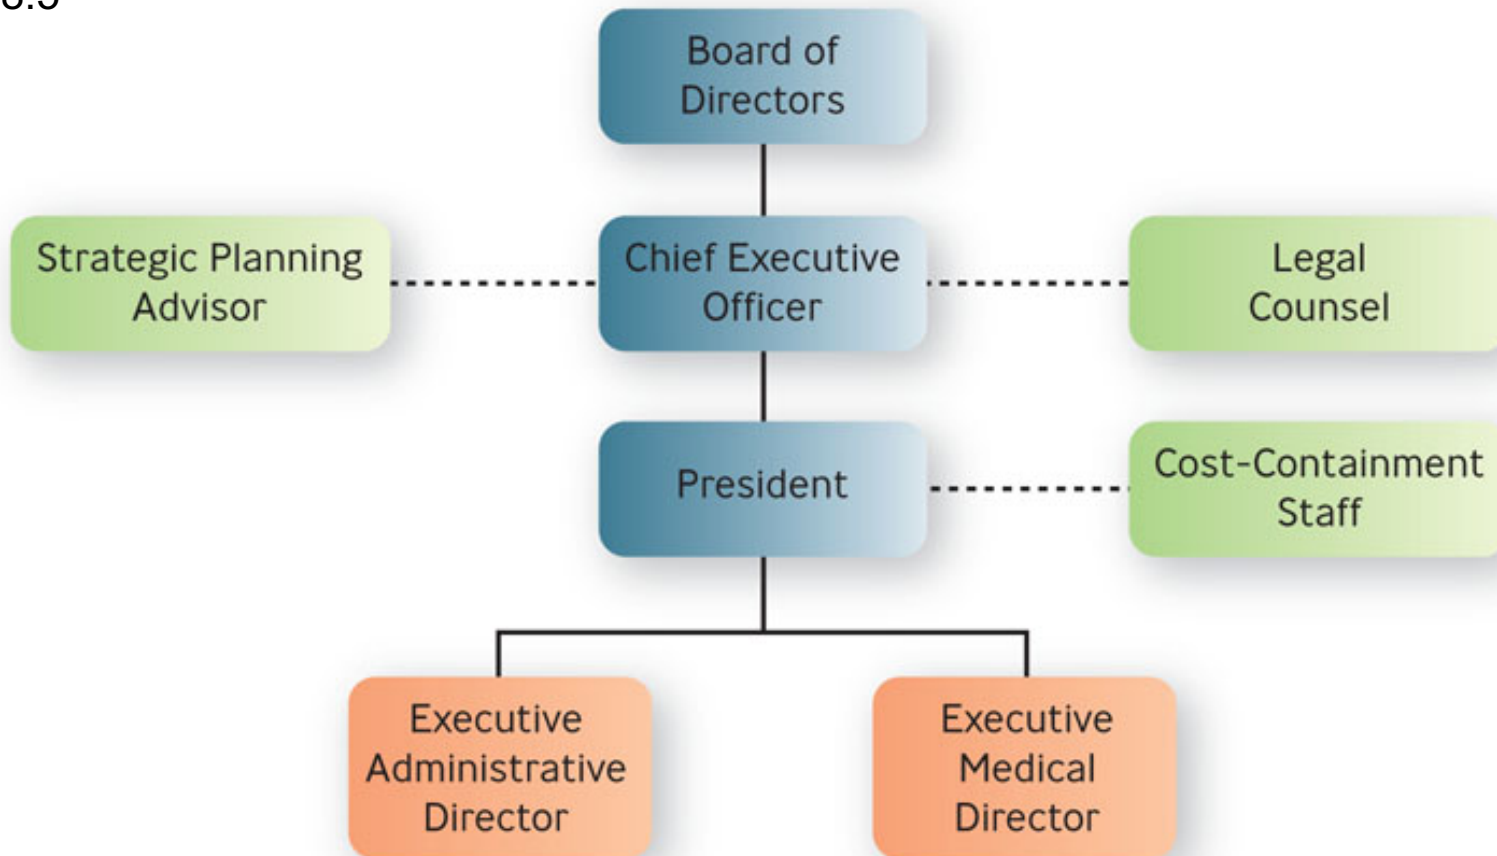 Board of
Directors
Strategic Planning
Advisor
Chief Executive
Officer
Legal
Counsel
President
Cost-Containment
Staff
Executive
Administrative
Director
Executive
Medical
Director